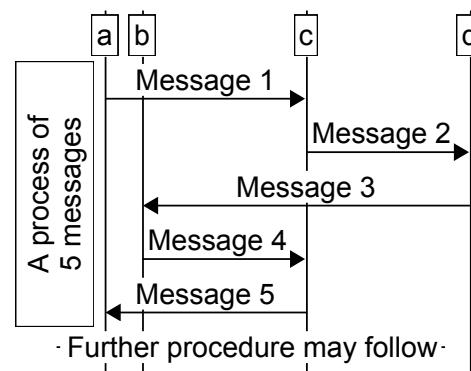 a
b
c
d
Message 1
Message 2
Message 3
Message 4
Message 5
A process of
5 messages
Further procedure may follow